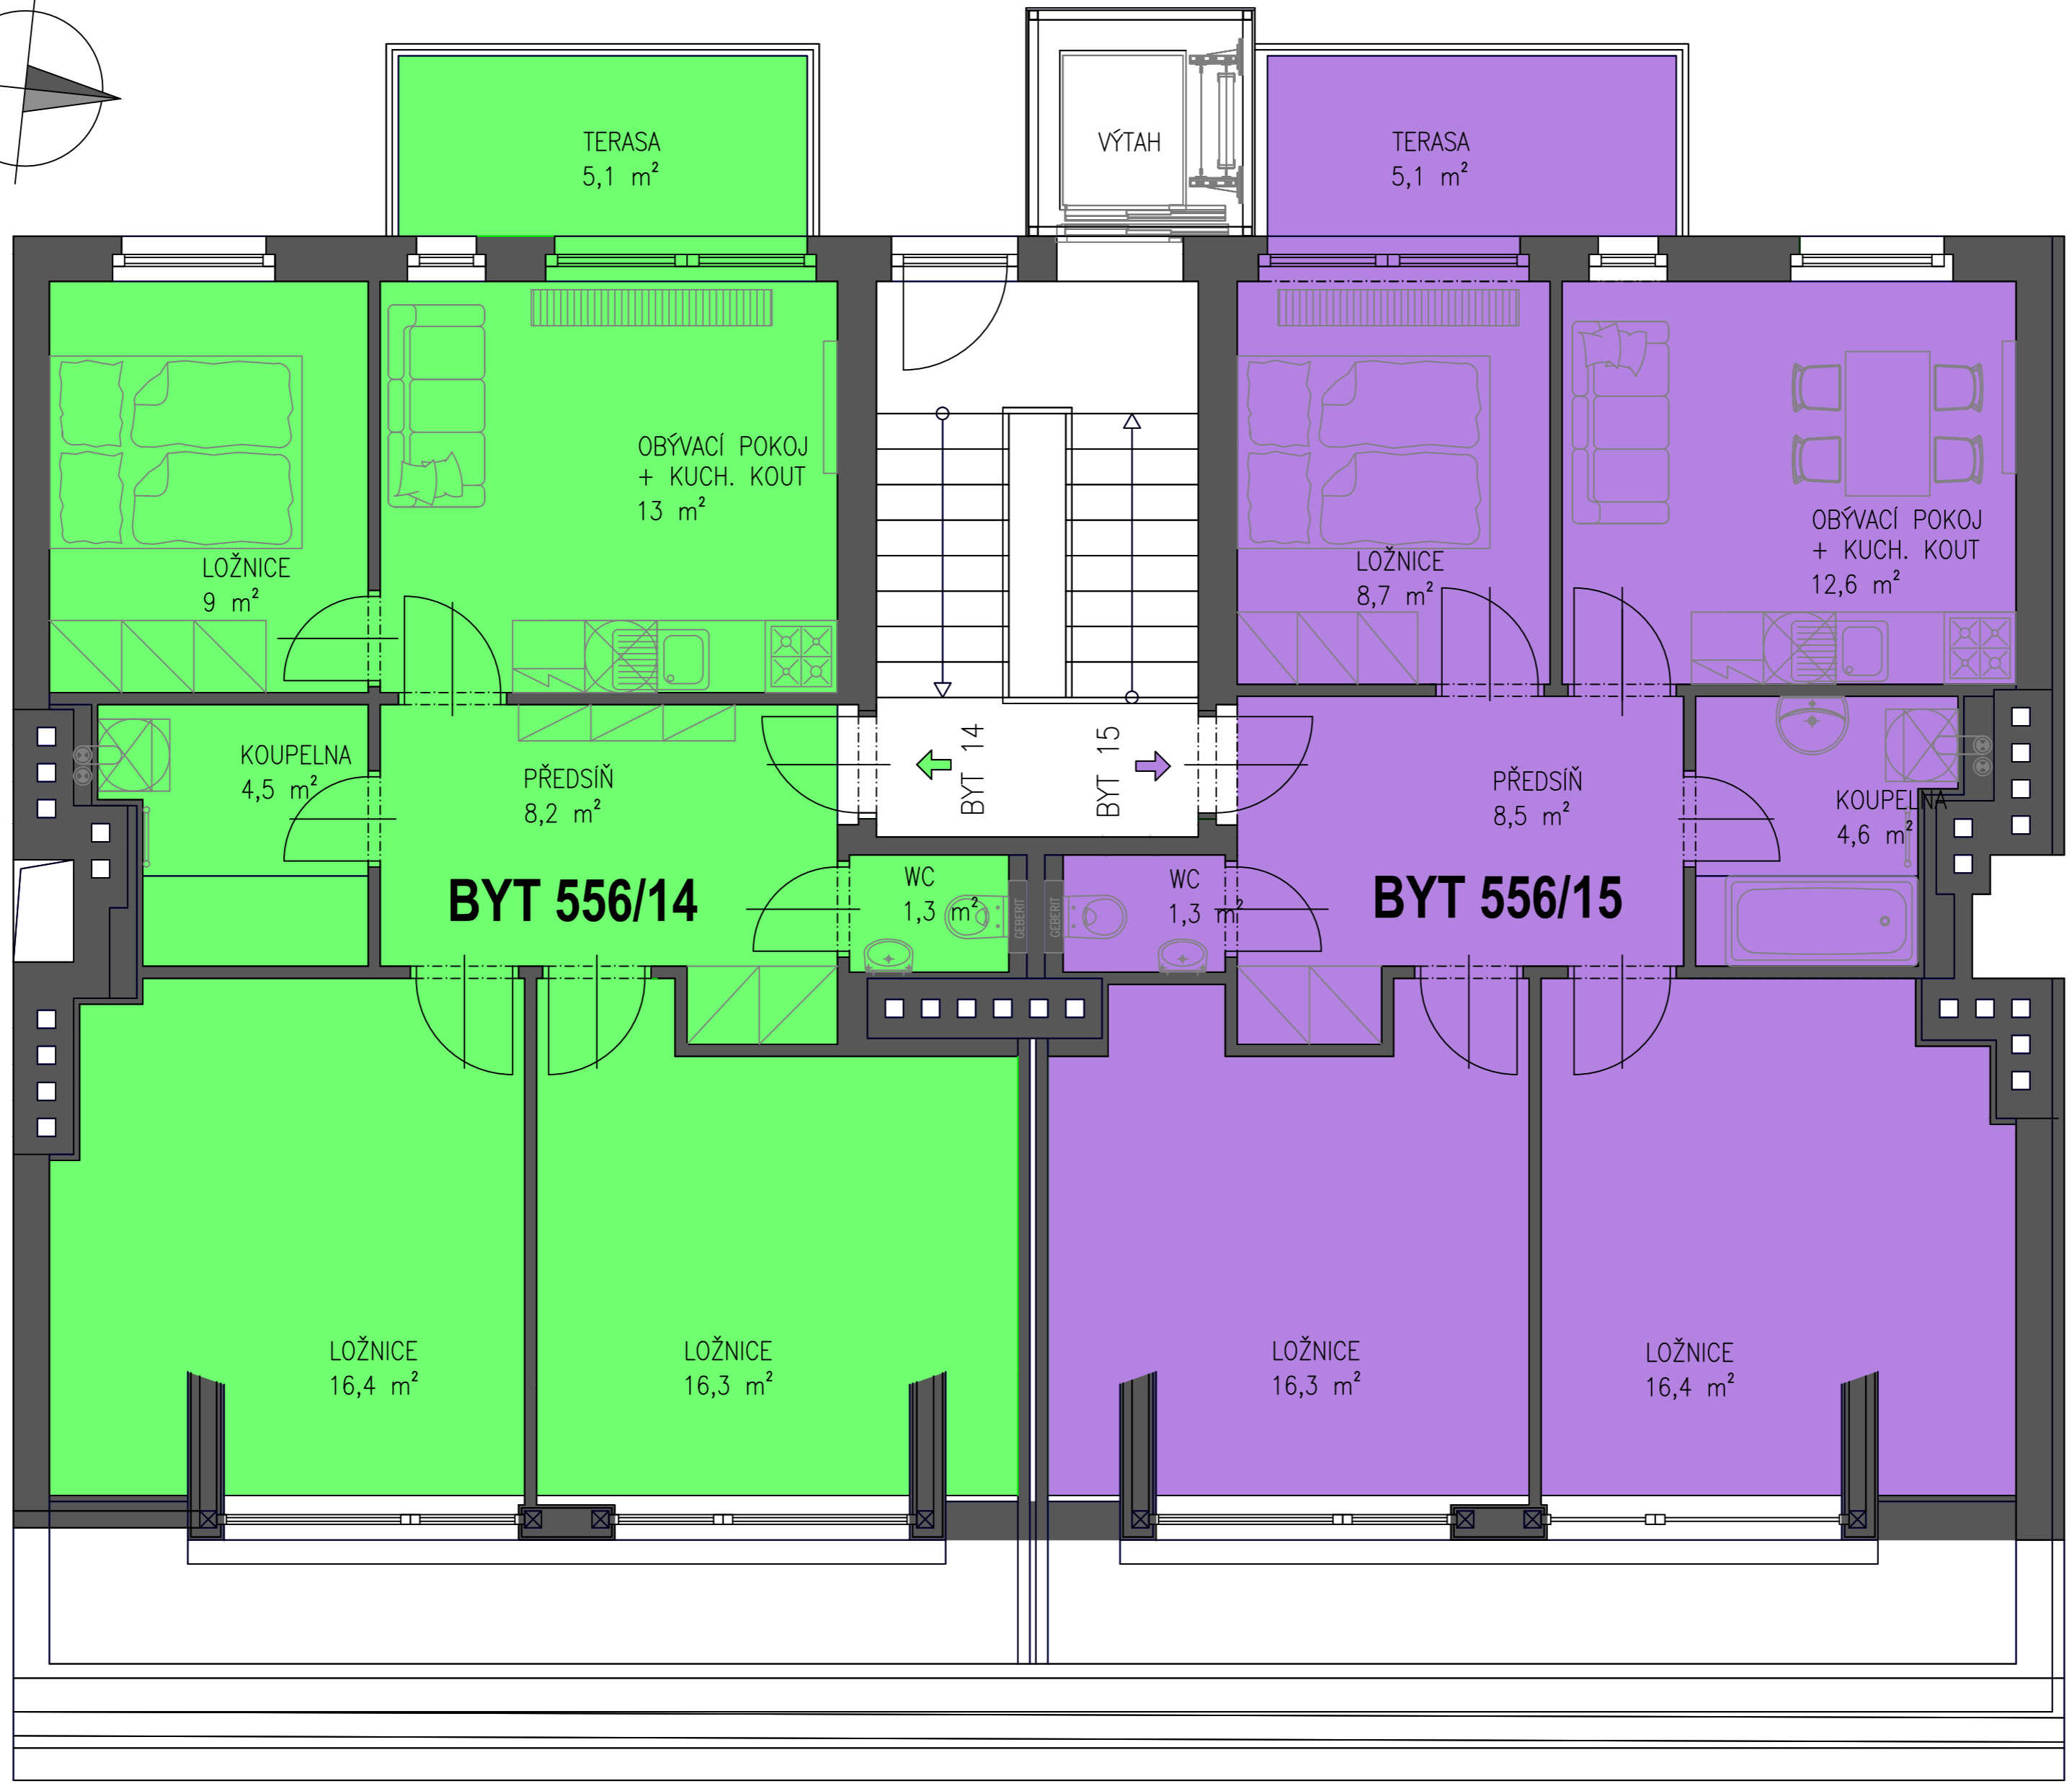 TERASA
5,1 m²
VÝTAH
TERASA
5,1 m²
OBÝVACÍ POKOJ
+ KUCH. KOUT
13 m²
LOŽNICE
9 m²
LOŽNICE
8,7 m²
OBÝVACÍ POKOJ
+ KUCH. KOUT
12,6 m²
KOUPELNA
4,5 m²
PŘEDSÍŇ
8,2 m²
BYT 14
BYT 15
PŘEDSÍŇ
8,5 m²
KOUPELNA
4,6 m²
BYT 556/14
WC
1,3 m²
GEBERIT
GEBERIT
WC
1,3 m²
BYT 556/15
LOŽNICE
16,4 m²
LOŽNICE
16,3 m²
LOŽNICE
16,3 m²
LOŽNICE
16,4 m²